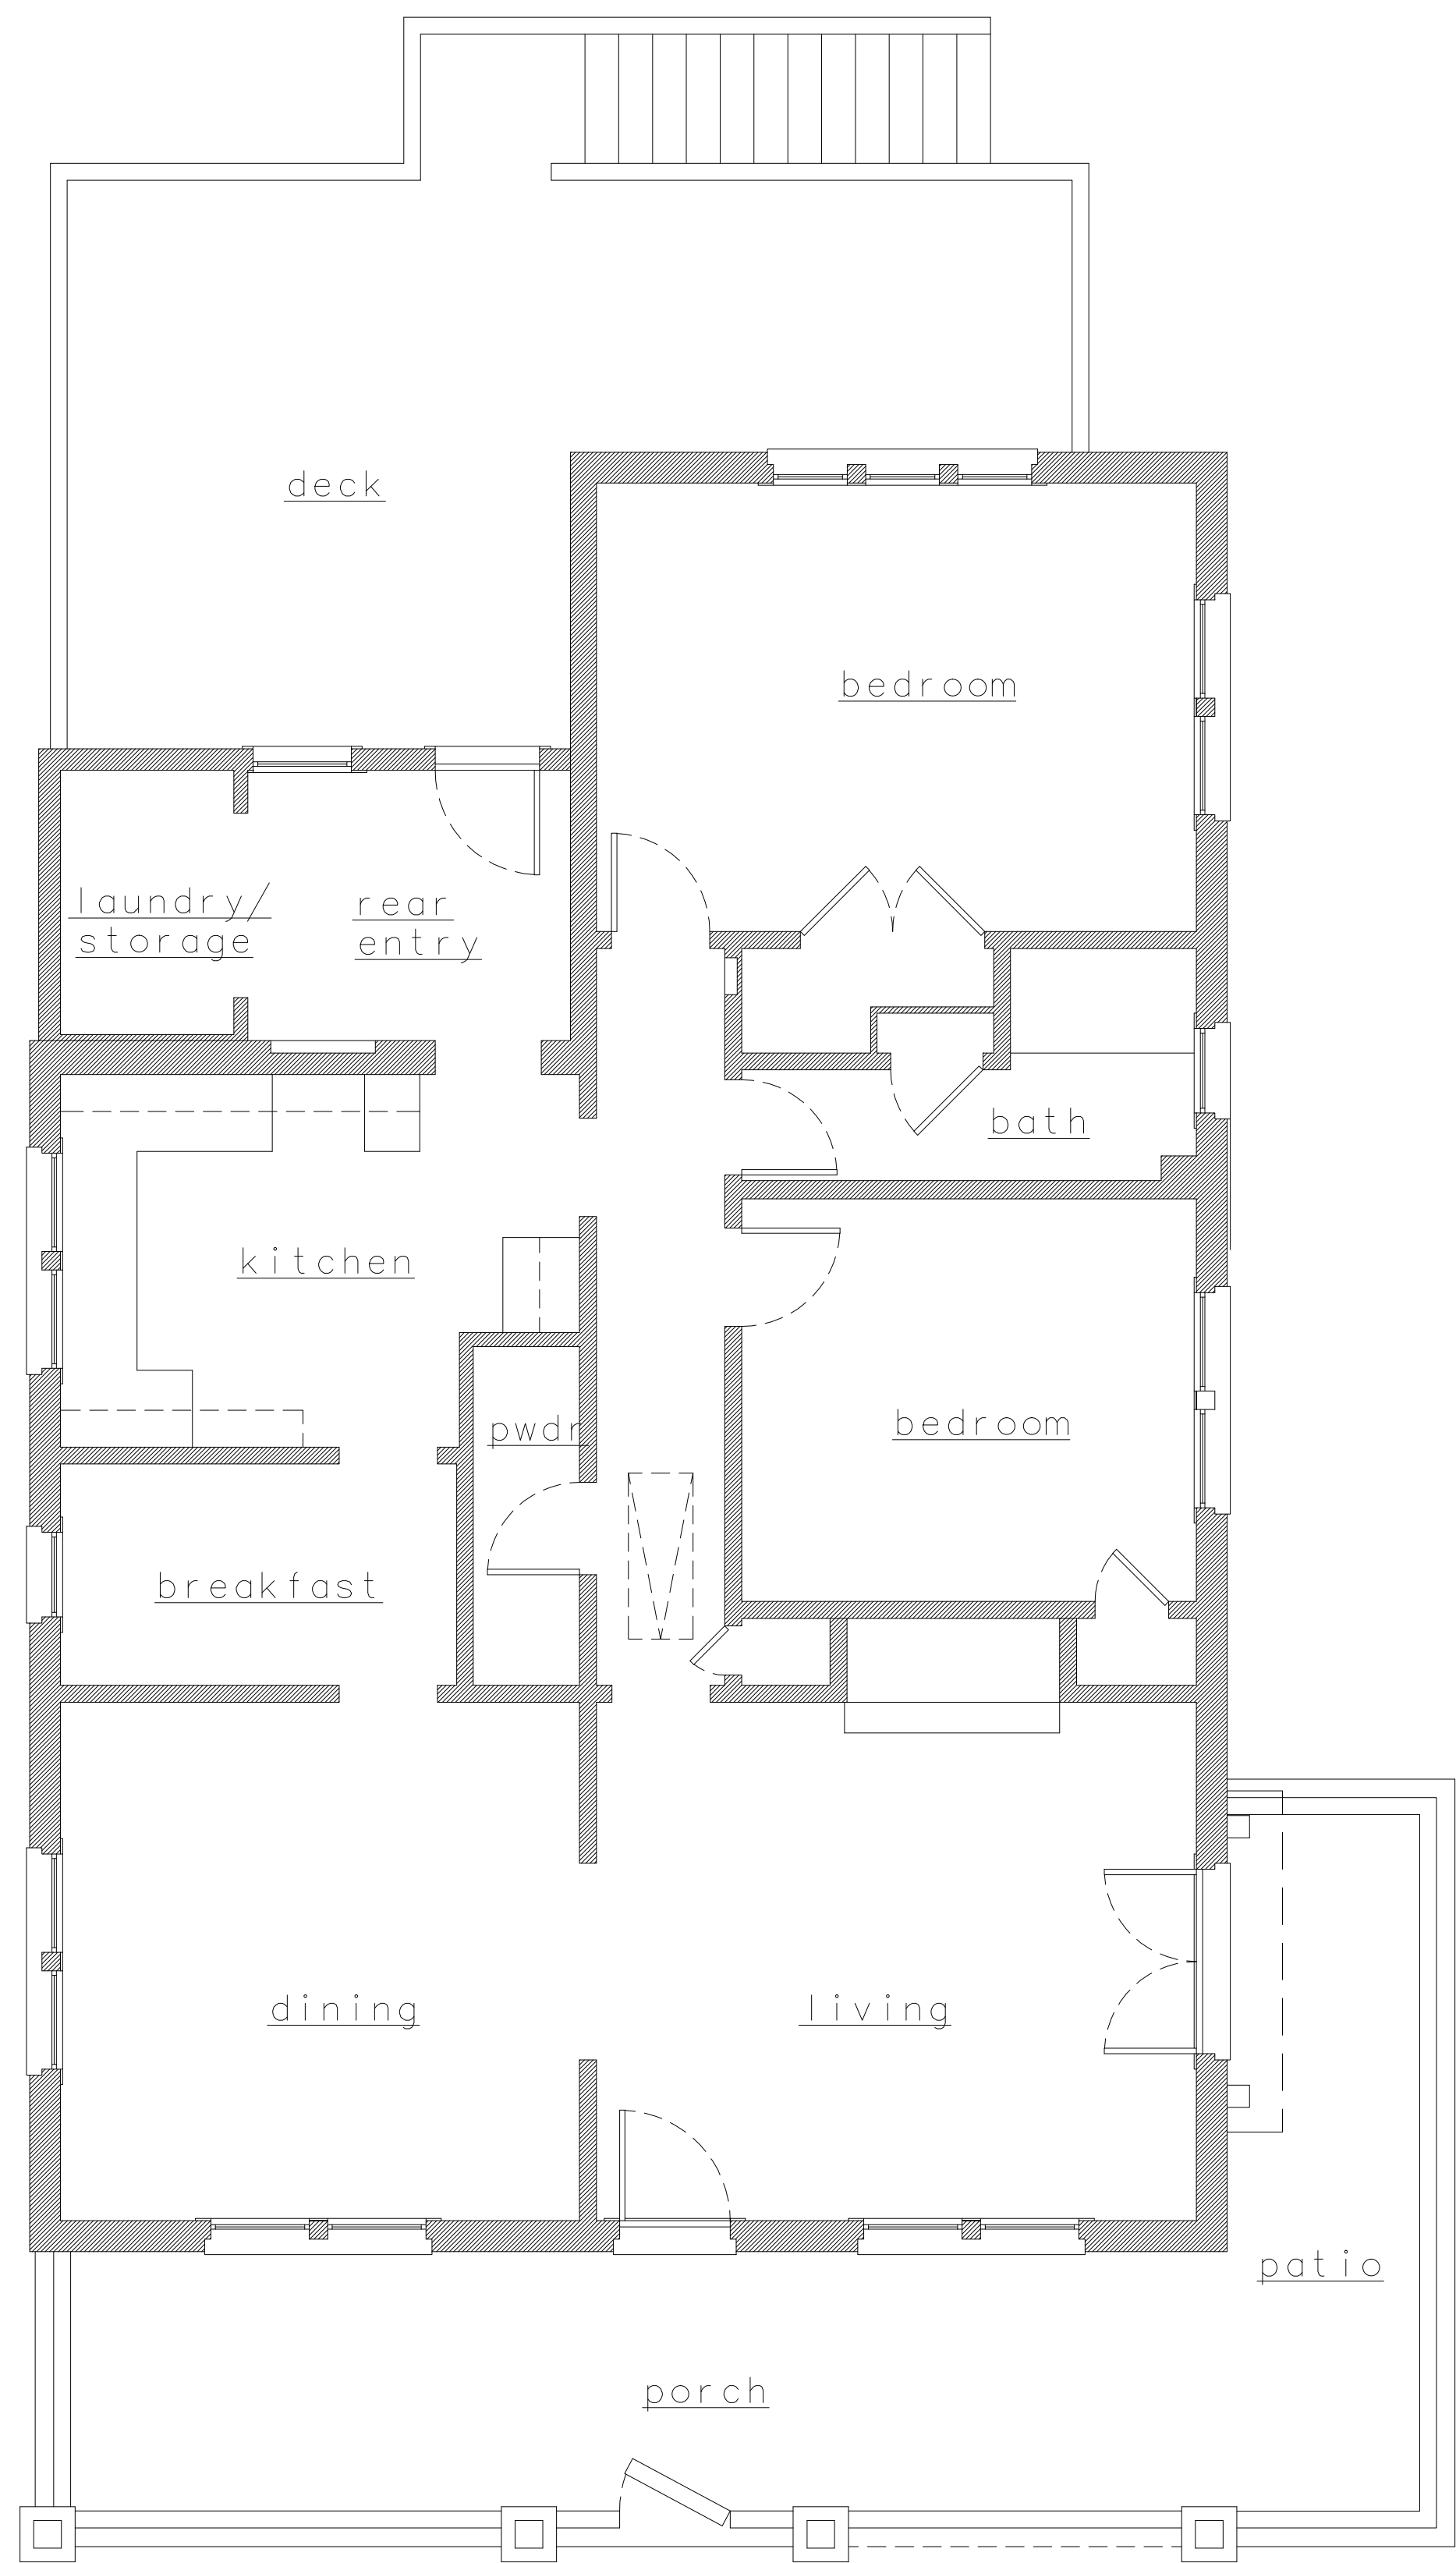 deck
bedroom
laundry/
storage
rear
entry
bath
kitchen
bedroom
pwdr
breakfast
dining
living
patio
porch